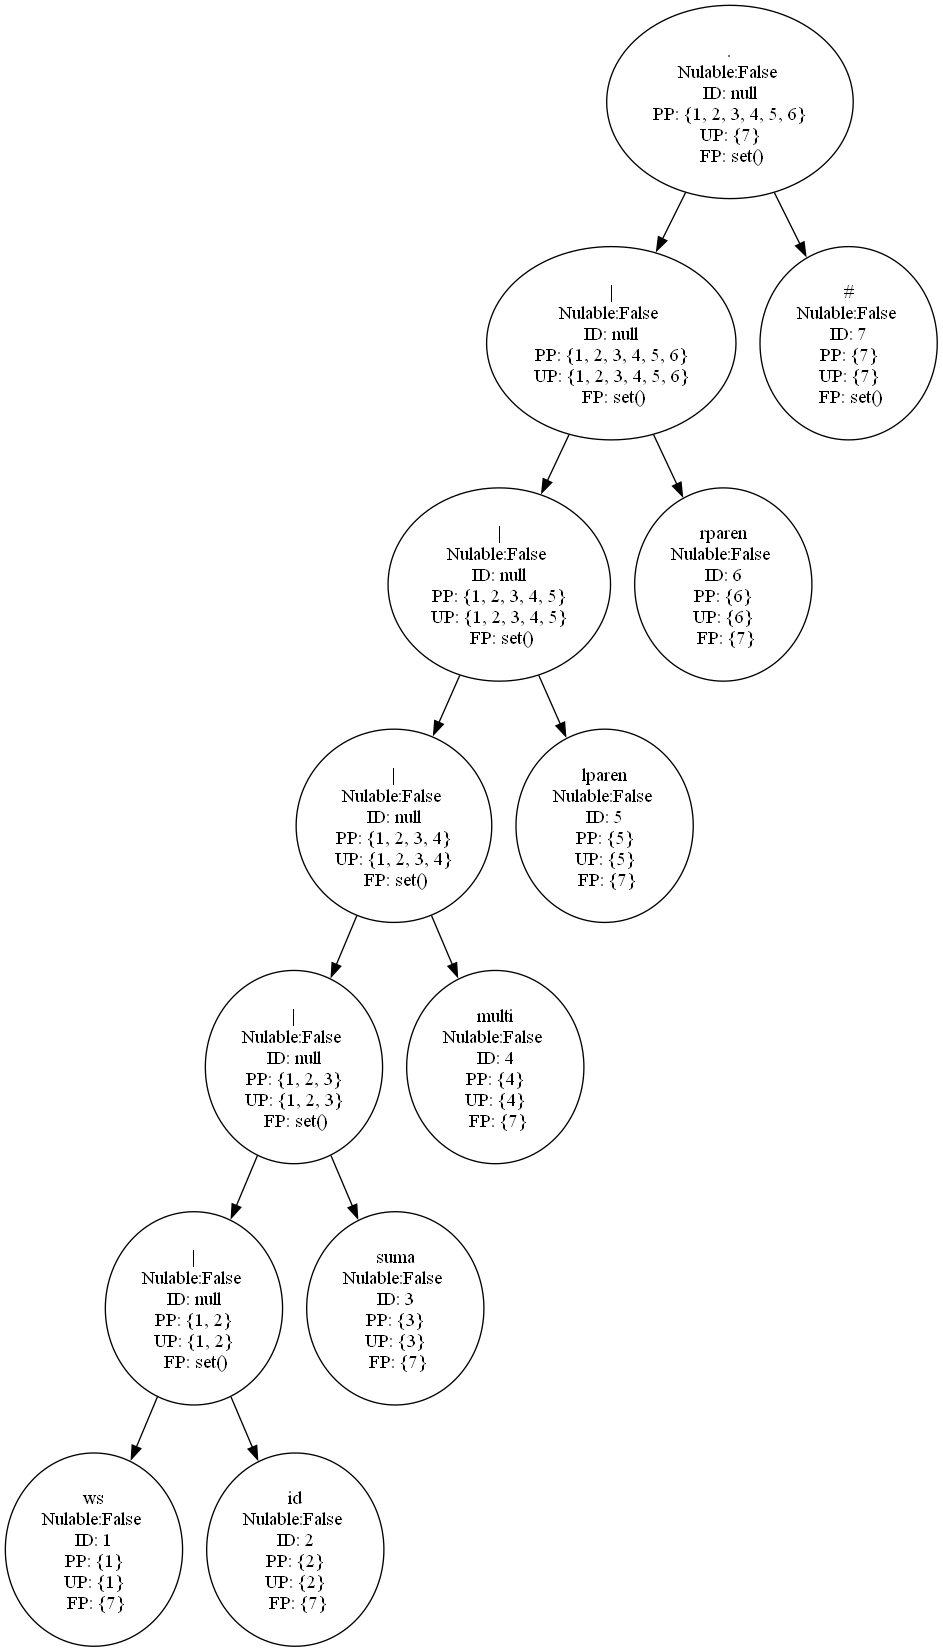 .
Nulable:False
ID: null
PP: {1, 2, 3, 4, 5, 6}
UP: {7}
FP: set()
|
Nulable:False
ID: null
PP: {1, 2, 3, 4, 5, 6}
UP: {1, 2, 3, 4, 5, 6}
FP: set()
#
Nulable:False
ID: 7
PP: {7}
UP: {7}
FP: set()
|
Nulable:False
ID: null
PP: {1, 2, 3, 4, 5}
UP: {1, 2, 3, 4, 5}
FP: set()
rparen
Nulable:False
ID: 6
PP: {6}
UP: {6}
FP: {7}
|
Nulable:False
ID: null
PP: {1, 2, 3, 4}
UP: {1, 2, 3, 4}
FP: set()
lparen
Nulable:False
ID: 5
PP: {5}
UP: {5}
FP: {7}
|
Nulable:False
ID: null
PP: {1, 2, 3}
UP: {1, 2, 3}
FP: set()
multi
Nulable:False
ID: 4
PP: {4}
UP: {4}
FP: {7}
|
Nulable:False
ID: null
PP: {1, 2}
UP: {1, 2}
FP: set()
suma
Nulable:False
ID: 3
PP: {3}
UP: {3}
FP: {7}
ws
Nulable:False
ID: 1
PP: {1}
UP: {1}
FP: {7}
id
Nulable:False
ID: 2
PP: {2}
UP: {2}
FP: {7}